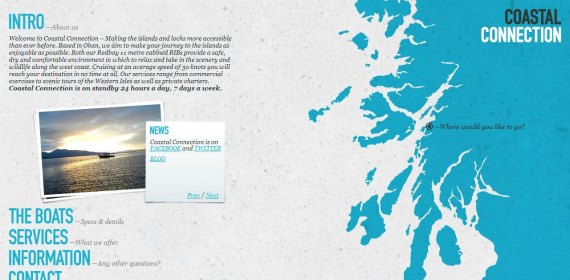 INTRO —About us
Welcome to Coastal Connection – Making the islands and lochs more accessible
than ever before. Based in Oban, we aim to make your journey to the islands as
enjoyable as possible. Both our Redbay 11 metre cabined RIBs provide a safe,
dry and comfortable environment in which to relax and take in the scenery and
wildlife along the west coast. Cruising at an average speed of 30 knots you will
reach your destination in no time at all. Our services range from commercial
exercises to scenic tours of the Western Isles as well as private charters.
Coastal Connection is on standby 24 hours a day, 7 days a week.
NEWS
Coastal Connection is on
FACEBOOK and TWITTER
BLOG
Prev / Next
THE BOATS —Specs & details
SERVICES —What we offer
INFORMATION —Any other questions?
CONTACT
COASTAL
CONNECTION
—Where would you like to go?